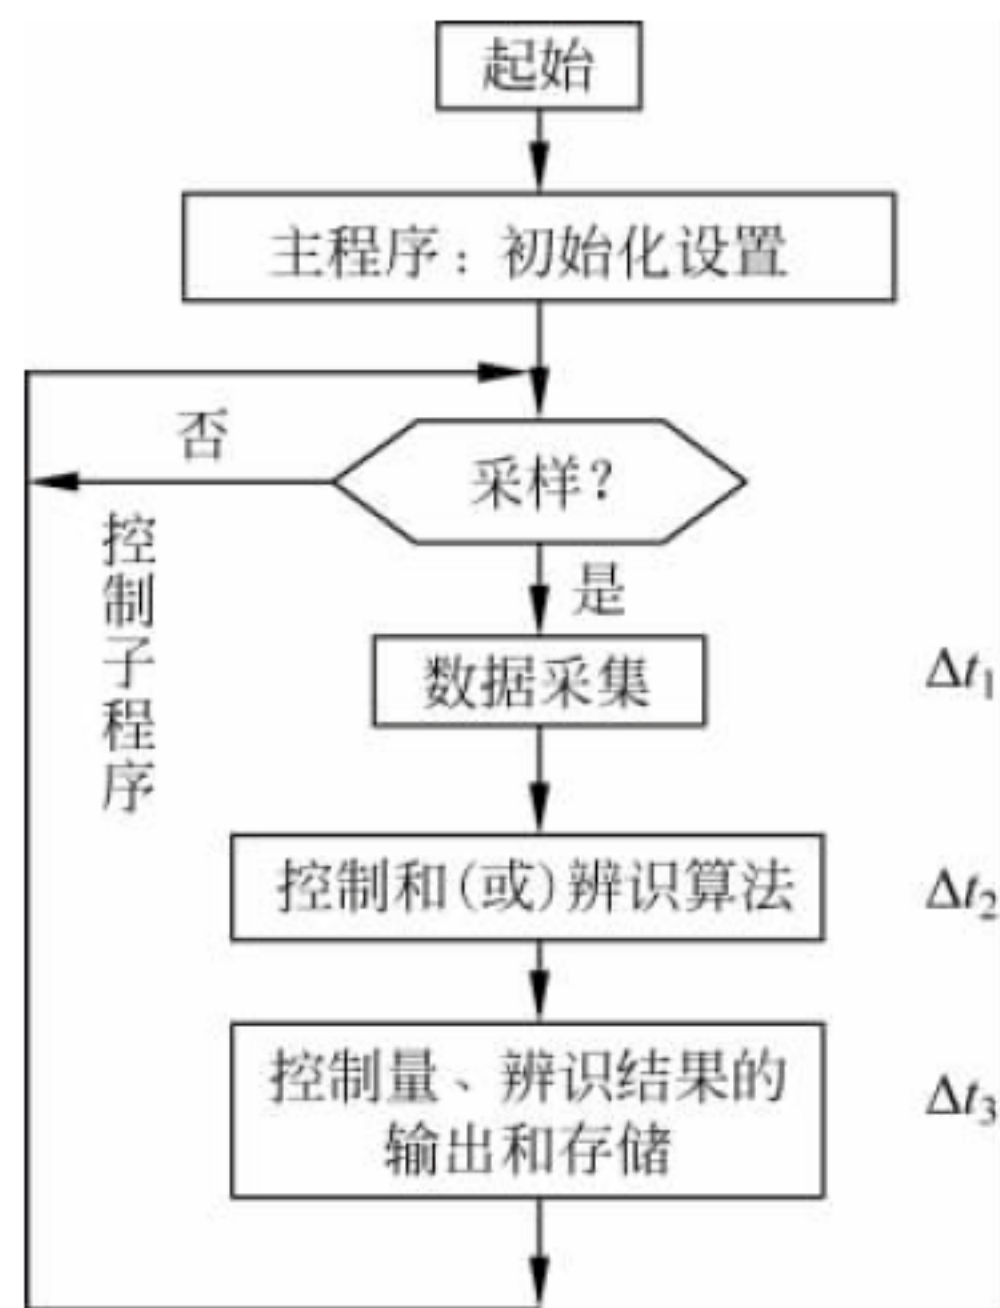 起始
主程序：初始化设置
否
采样？
是
控制子程序
数据采集
Δt1
控制和(或)辨识算法
Δt2
控制量、辨识结果的
输出和存储
Δt3